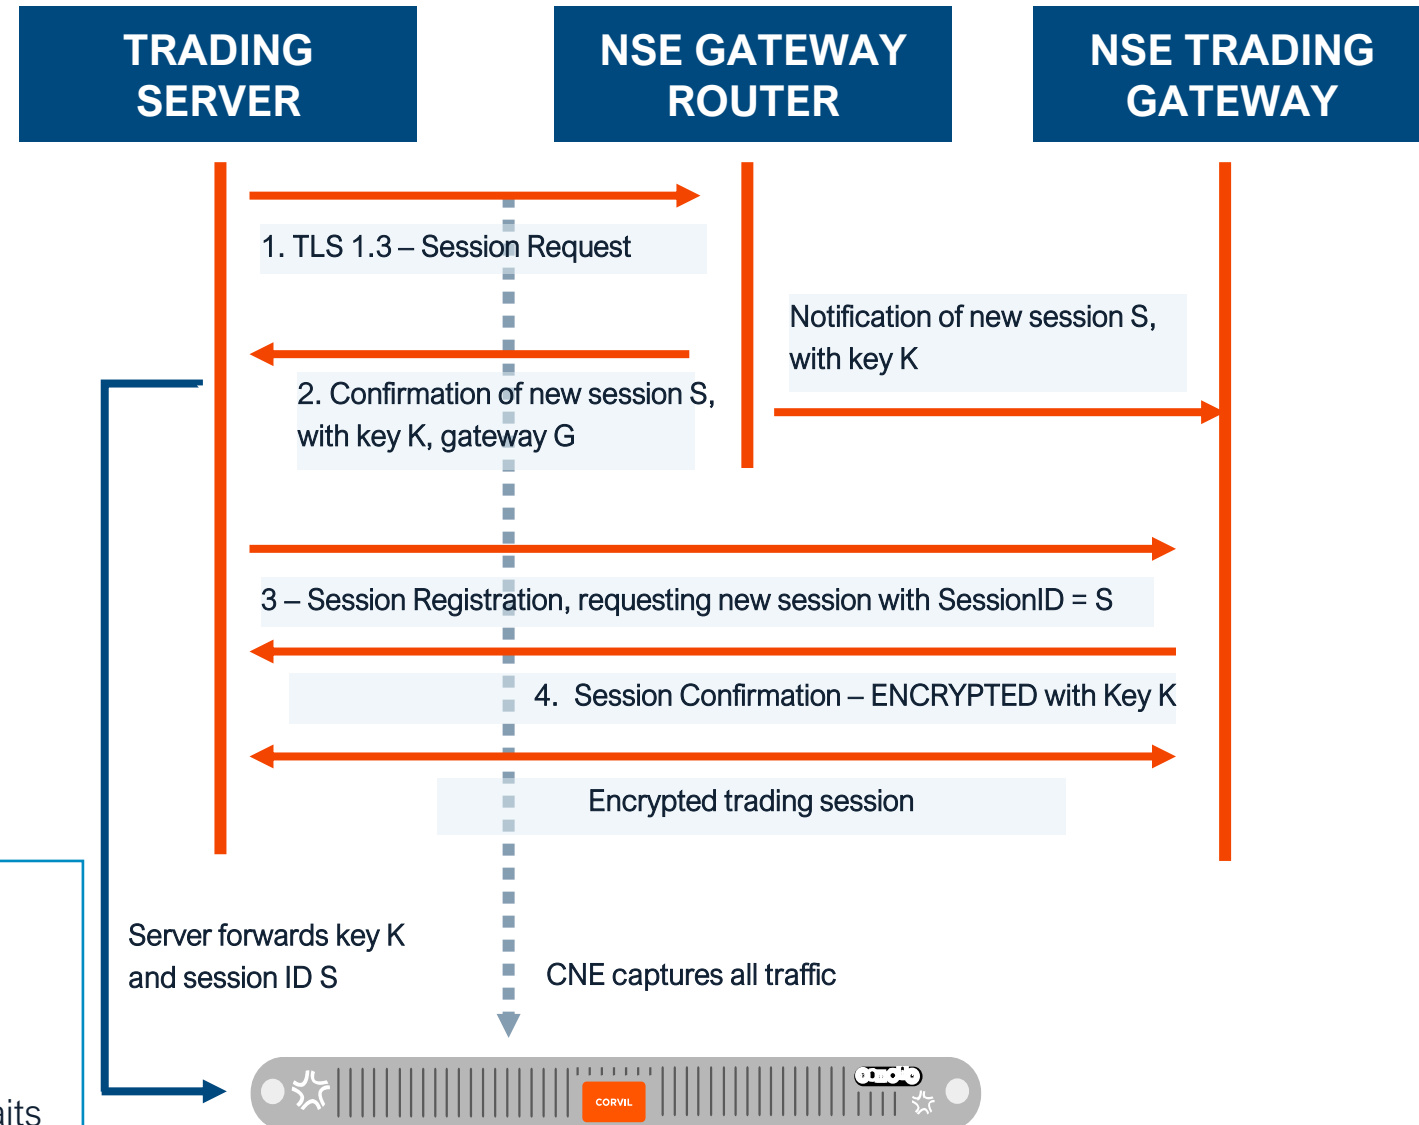 TRADING
SERVER
NSE GATEWAY
ROUTER
NSE TRADING
GATEWAY
1. TLS 1.3 – Session Request
Notification of new session S,
with key K
2. Confirmation of new session S,
with key K, gateway G
3 – Session Registration, requesting new session with SessionID = S
4. Session Confirmation – ENCRYPTED with Key K
Encrypted trading session
Server forwards key K
and session ID S
CNE captures all traffic
CORVIL